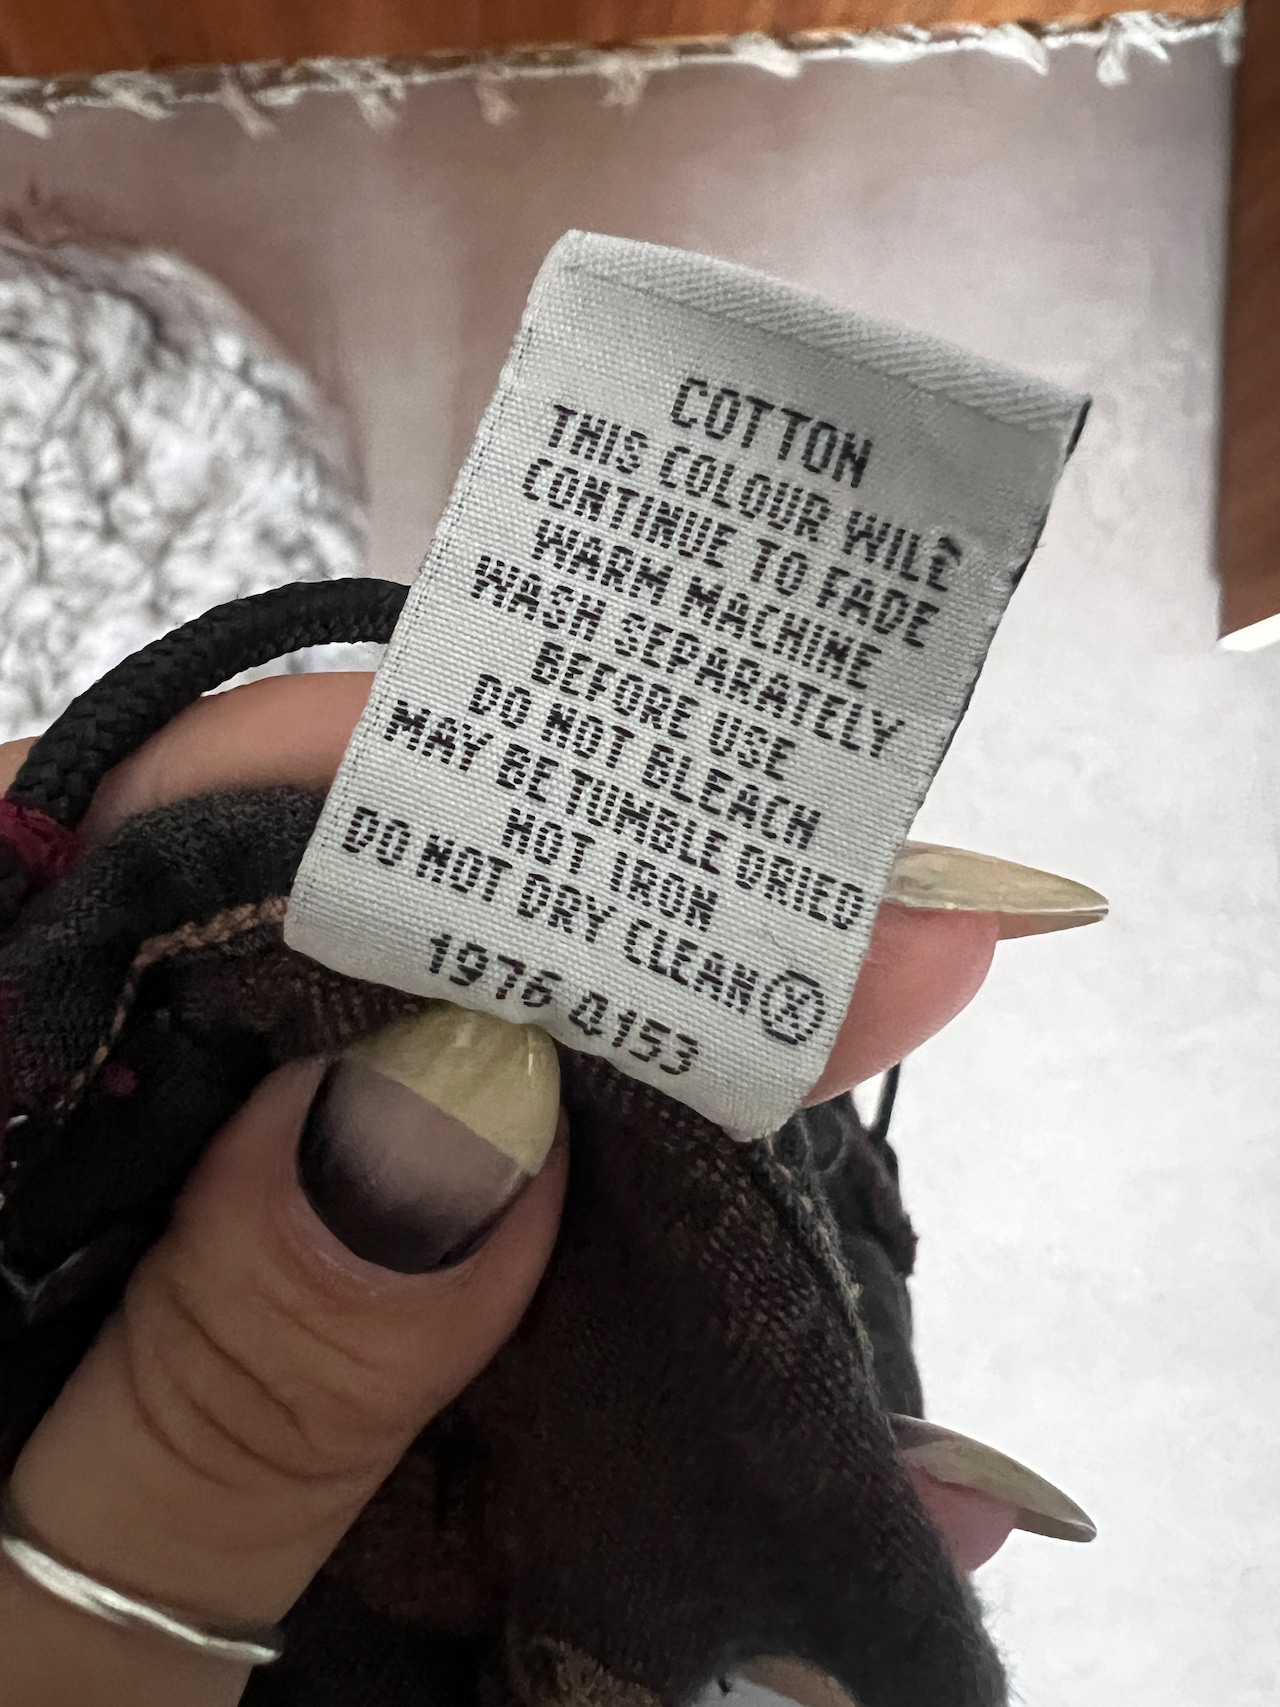 COTTON
THIS COLOUR WILL
CONTINUE TO FADE
WARM MACHINE
WASH SEPARATELY
BEFORE USE
DO NOT BLEACH
MAY BE TUMBLE DRIED
HOT IRON
DO NOT DRY CLEAN
1976 4153